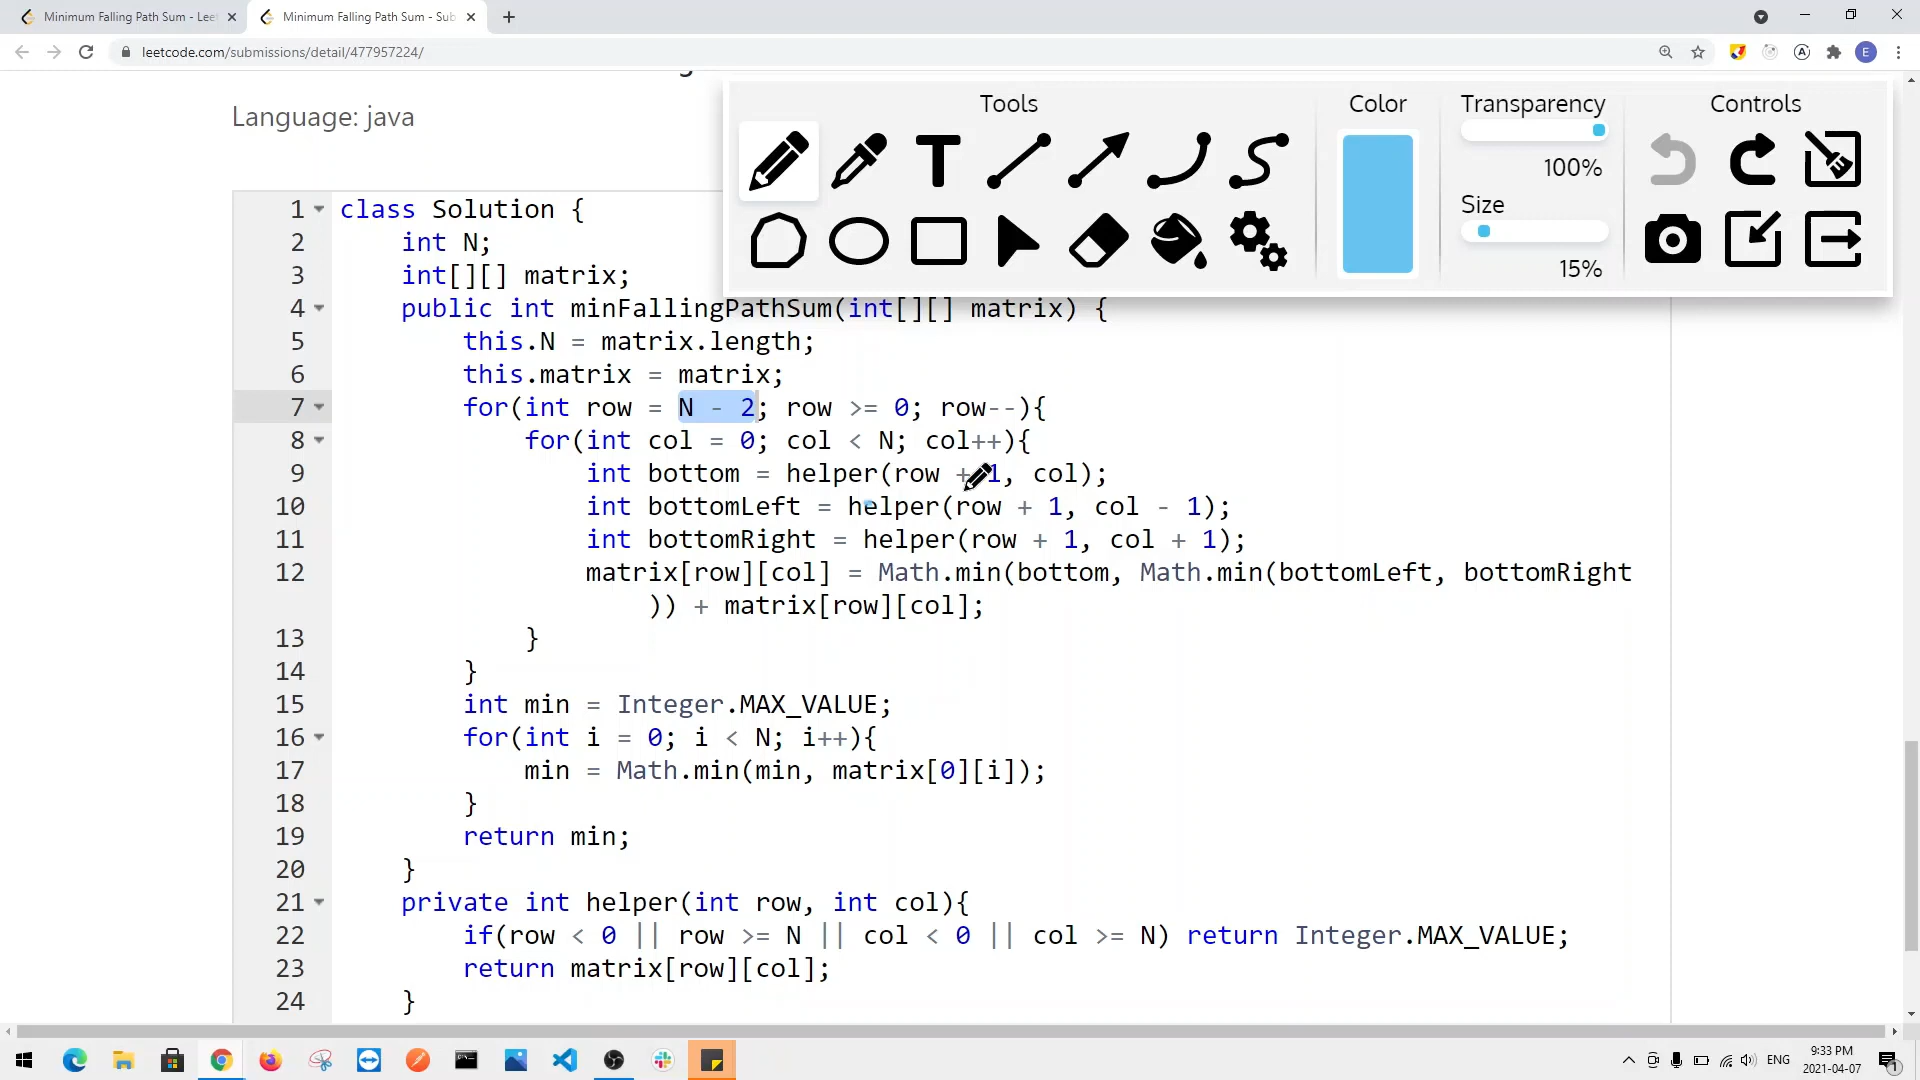 Minimum Falling Path Sum - Leet
Minimum Falling Path Sum - Sub
leetcode.com/submissions/detail/477957224/
E
Language: java
Tools
Color
Transparency
100%
Size
15%
Controls
1 class Solution {
2 int N;
3 int[][] matrix;
4 public int minFallingPathSum(int[][] matrix) {
5 this.N = matrix.length;
6 this.matrix = matrix;
7 for(int row = N - 2; row >= 0; row--){
8 for(int col = 0; col < N; col++){
9 int bottom = helper(row + 1, col);
10 int bottomLeft = helper(row + 1, col - 1);
11 int bottomRight = helper(row + 1, col + 1);
12 matrix[row][col] = Math.min(bottom, Math.min(bottomLeft, bottomRight
)) + matrix[row][col];
13 }
14 }
15 int min = Integer.MAX_VALUE;
16 for(int i = 0; i < N; i++){
17 min = Math.min(min, matrix[0][i]);
18 }
19 return min;
20 }
21 private int helper(int row, int col){
22 if(row < 0 || row >= N || col < 0 || col >= N) return Integer.MAX_VALUE;
23 return matrix[row][col];
24 }
ENG
9:33 PM
2021-04-07
1